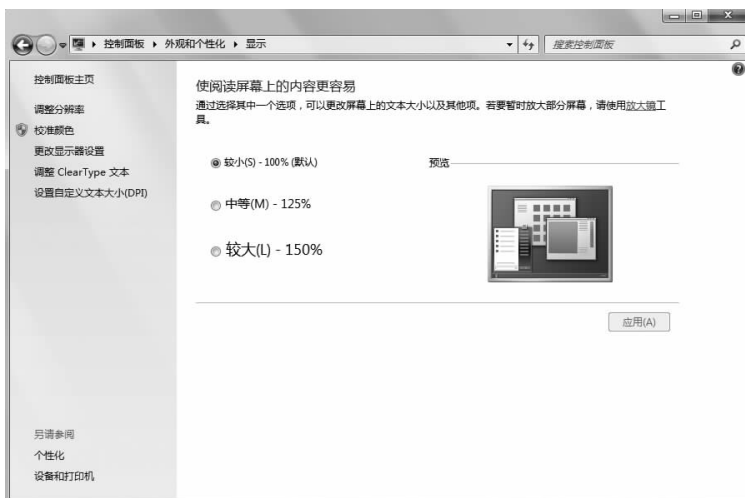 控制面板 ▸ 外观和个性化 ▸ 显示
搜索控制面板
控制面板主页
调整分辨率
校准颜色
更改显示器设置
调整 ClearType 文本
设置自定义文本大小(DPI)
使阅读屏幕上的内容更容易
通过选择其中一个选项，可以更改屏幕上的文本大小以及其他项。若要暂时放大部分屏幕，请使用放大镜工
具。
较小(S) - 100% (默认)
预览
中等(M) - 125%
较大(L) - 150%
应用(A)
另请参阅
个性化
设备和打印机